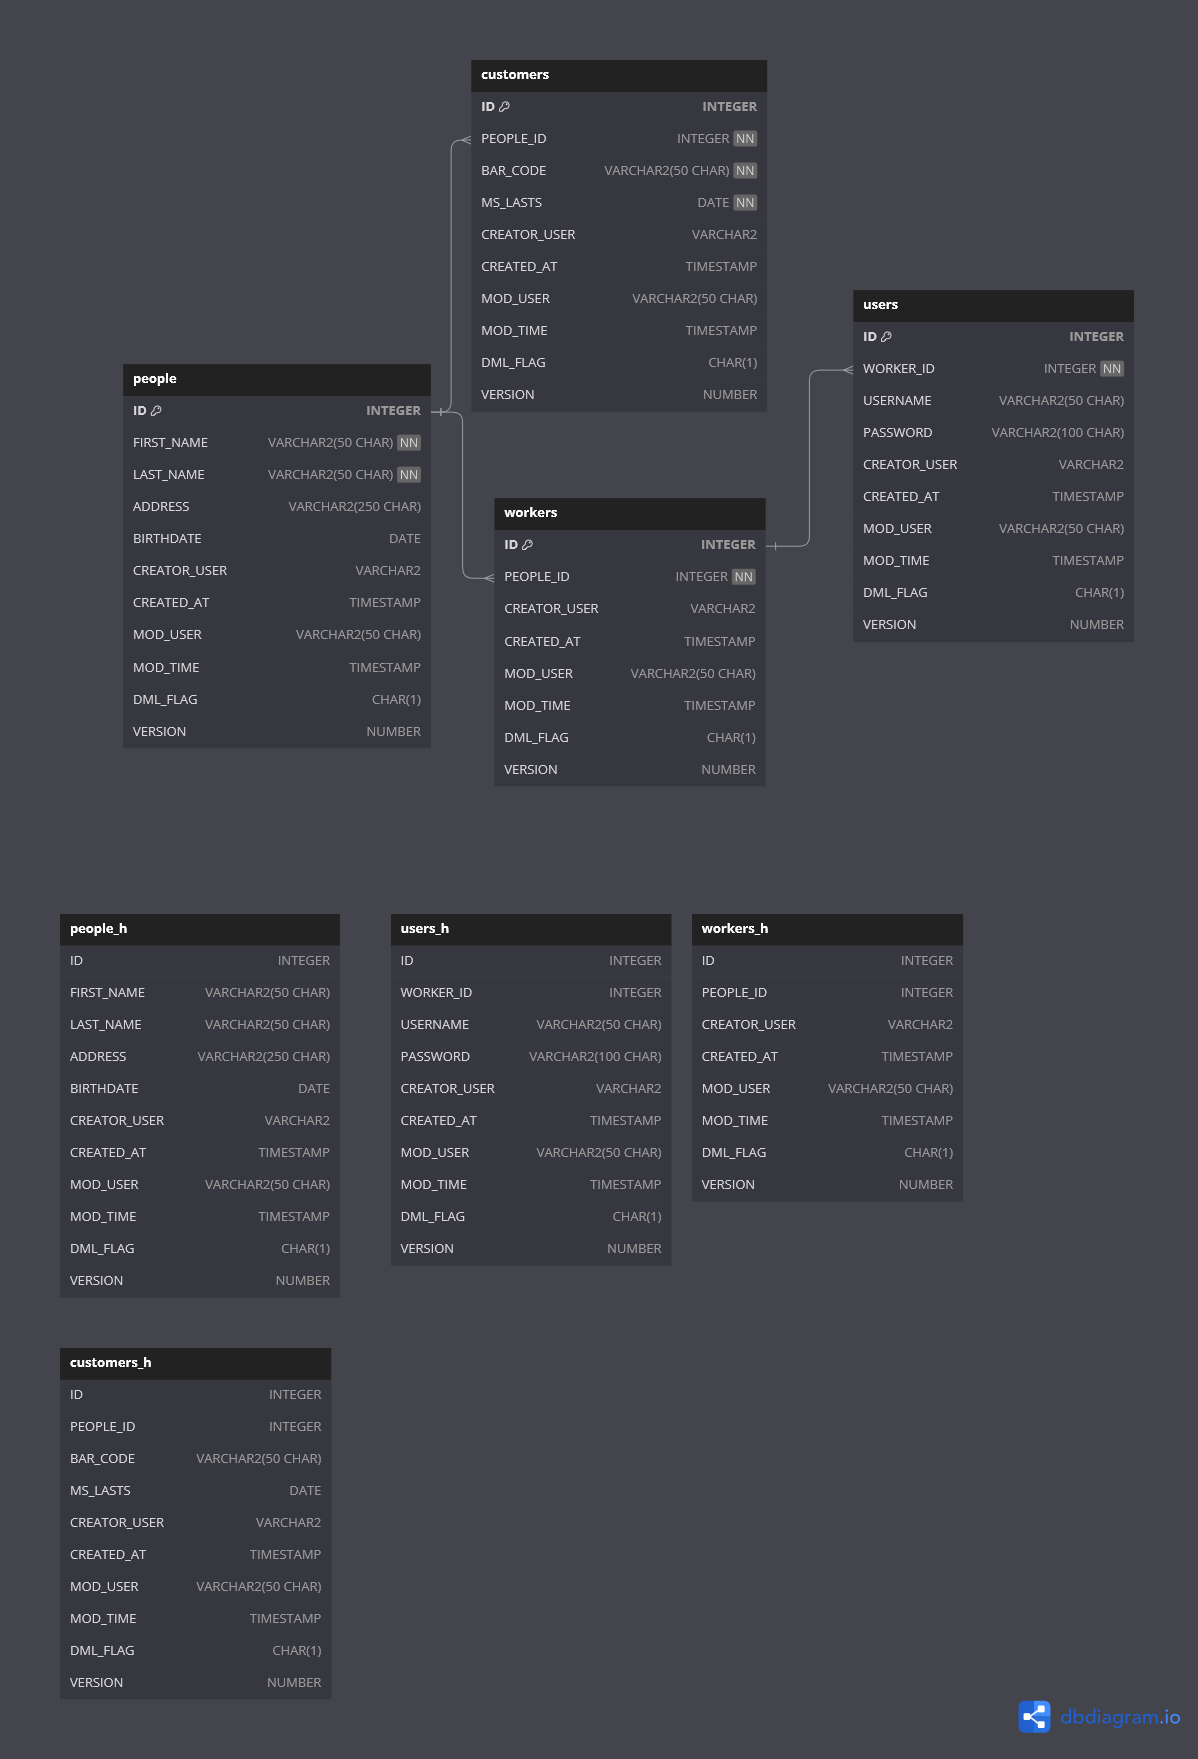 customers
ID INTEGER
PEOPLE_ID INTEGER NN
BAR_CODE VARCHAR2(50 CHAR) NN
MS_LASTS DATE NN
CREATOR_USER VARCHAR2
CREATED_AT TIMESTAMP
MOD_USER VARCHAR2(50 CHAR)
MOD_TIME TIMESTAMP
DML_FLAG CHAR(1)
VERSION NUMBER
users
ID INTEGER
WORKER_ID INTEGER NN
USERNAME VARCHAR2(50 CHAR)
PASSWORD VARCHAR2(100 CHAR)
CREATOR_USER VARCHAR2
CREATED_AT TIMESTAMP
MOD_USER VARCHAR2(50 CHAR)
MOD_TIME TIMESTAMP
DML_FLAG CHAR(1)
VERSION NUMBER
people
ID INTEGER
FIRST_NAME VARCHAR2(50 CHAR) NN
LAST_NAME VARCHAR2(50 CHAR) NN
ADDRESS VARCHAR2(250 CHAR)
BIRTHDATE DATE
CREATOR_USER VARCHAR2
CREATED_AT TIMESTAMP
MOD_USER VARCHAR2(50 CHAR)
MOD_TIME TIMESTAMP
DML_FLAG CHAR(1)
VERSION NUMBER
workers
ID INTEGER
PEOPLE_ID INTEGER NN
CREATOR_USER VARCHAR2
CREATED_AT TIMESTAMP
MOD_USER VARCHAR2(50 CHAR)
MOD_TIME TIMESTAMP
DML_FLAG CHAR(1)
VERSION NUMBER
people_h
ID INTEGER
FIRST_NAME VARCHAR2(50 CHAR)
LAST_NAME VARCHAR2(50 CHAR)
ADDRESS VARCHAR2(250 CHAR)
BIRTHDATE DATE
CREATOR_USER VARCHAR2
CREATED_AT TIMESTAMP
MOD_USER VARCHAR2(50 CHAR)
MOD_TIME TIMESTAMP
DML_FLAG CHAR(1)
VERSION NUMBER
users_h
ID INTEGER
WORKER_ID INTEGER
USERNAME VARCHAR2(50 CHAR)
PASSWORD VARCHAR2(100 CHAR)
CREATOR_USER VARCHAR2
CREATED_AT TIMESTAMP
MOD_USER VARCHAR2(50 CHAR)
MOD_TIME TIMESTAMP
DML_FLAG CHAR(1)
VERSION NUMBER
workers_h
ID INTEGER
PEOPLE_ID INTEGER
CREATOR_USER VARCHAR2
CREATED_AT TIMESTAMP
MOD_USER VARCHAR2(50 CHAR)
MOD_TIME TIMESTAMP
DML_FLAG CHAR(1)
VERSION NUMBER
customers_h
ID INTEGER
PEOPLE_ID INTEGER
BAR_CODE VARCHAR2(50 CHAR)
MS_LASTS DATE
CREATOR_USER VARCHAR2
CREATED_AT TIMESTAMP
MOD_USER VARCHAR2(50 CHAR)
MOD_TIME TIMESTAMP
DML_FLAG CHAR(1)
VERSION NUMBER
dbdiagram.io